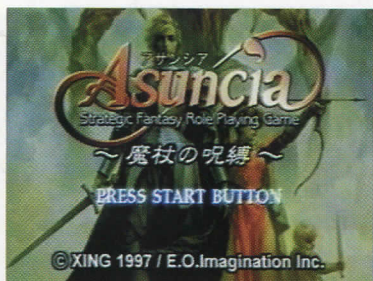 アサンシア
Asuncia
Strategic Fantasy Role Playing Game
～魔杖の呪縛～
PRESS START BUTTON
©XING 1997 / E.O.Imagination Inc.